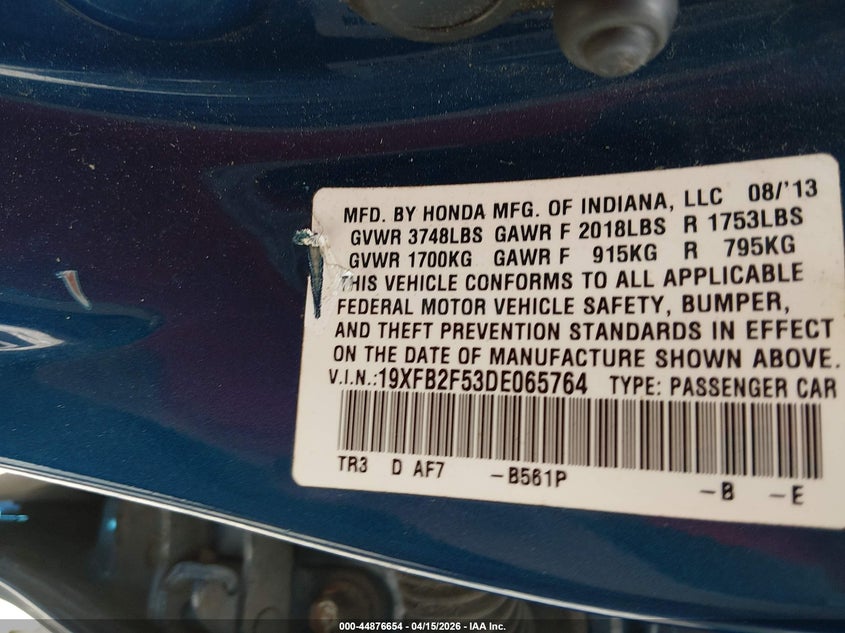 MFD. BY HONDA MFG. OF INDIANA, LLC 08/'13
GVWR 3748LBS GAWR F 2018LBS R 1753LBS
GVWR 1700KG GAWR F 915KG R 795KG
THIS VEHICLE CONFORMS TO ALL APPLICABLE
FEDERAL MOTOR VEHICLE SAFETY, BUMPER,
AND THEFT PREVENTION STANDARDS IN EFFECT
ON THE DATE OF MANUFACTURE SHOWN ABOVE.
V.I.N.:19XFB2F53DE065764 TYPE: PASSENGER CAR
TR3 D AF7 -B561P
-B -E
000-44876654 - 04/15/2026 - IAA Inc.